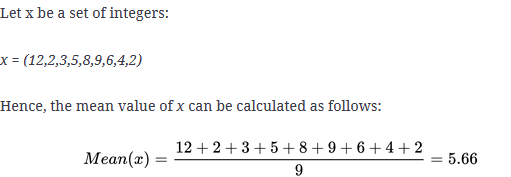 Let x be a set of integers:
x = (12,2,3,5,8,9,6,4,2)
Hence, the mean value of x can be calculated as follows:
Mean(x) = \frac{12 + 2 + 3 + 5 + 8 + 9 + 6 + 4 + 2}{9} = 5.66